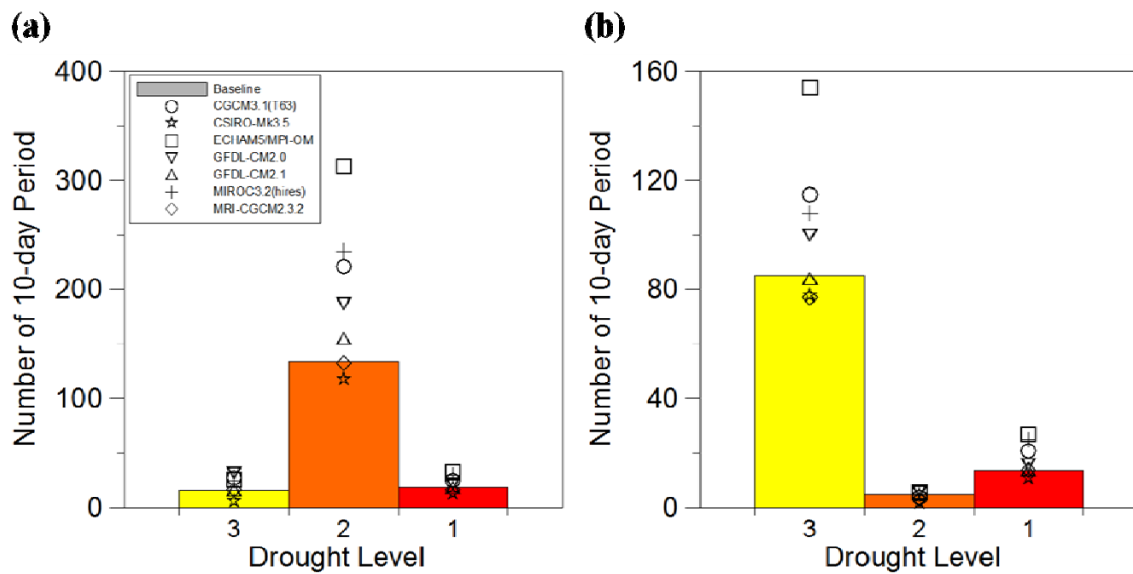 (a)
400
300
200
100
0
Number of 10-day Period
Baseline
CGCM3.1(T63)
CSIRO-Mk3.5
ECHAM5/MPI-OM
GFDL-CM2.0
GFDL-CM2.1
MIROC3.2(hires)
MRI-CGCM2.3.2
3 2 1
Drought Level
(b)
160
120
80
40
0
Number of 10-day Period
3 2 1
Drought Level